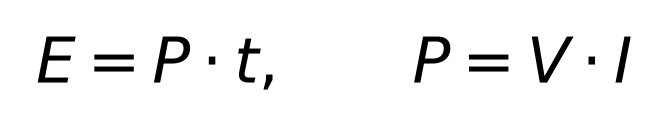 E = P · t,   P = V · I